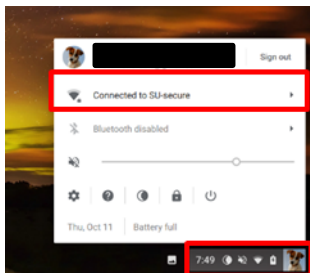 Sign out
Connected to SU-secure
Bluetooth disabled
Thu, Oct 11 Battery full
7:49